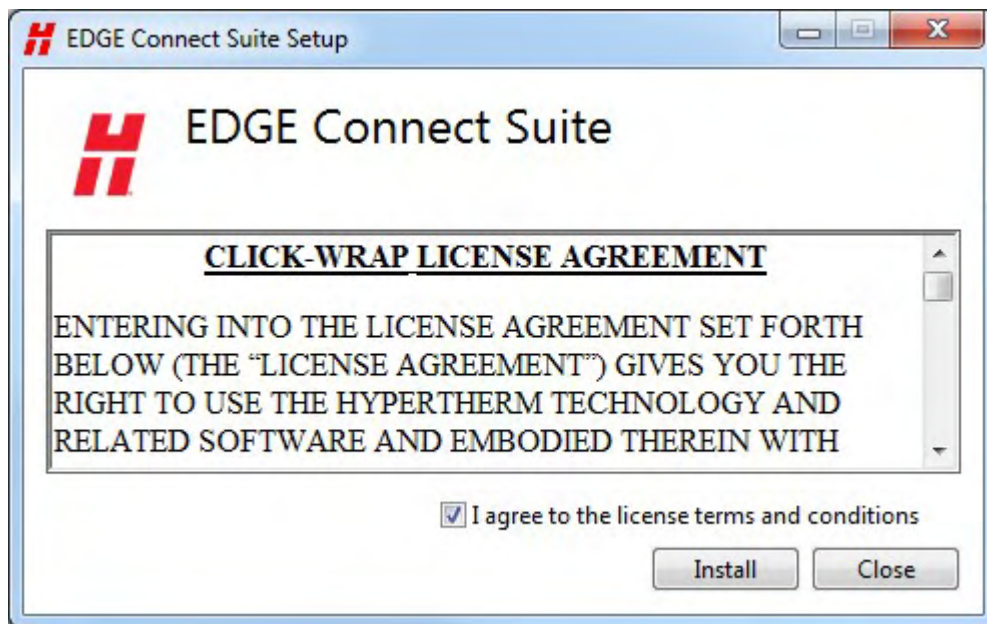 EDGE Connect Suite Setup
EDGE Connect Suite
CLICK-WRAP LICENSE AGREEMENT
ENTERING INTO THE LICENSE AGREEMENT SET FORTH
BELOW (THE “LICENSE AGREEMENT”) GIVES YOU THE
RIGHT TO USE THE HYPERTHERM TECHNOLOGY AND
RELATED SOFTWARE AND EMBODIED THEREIN WITH
I agree to the license terms and conditions
Install Close